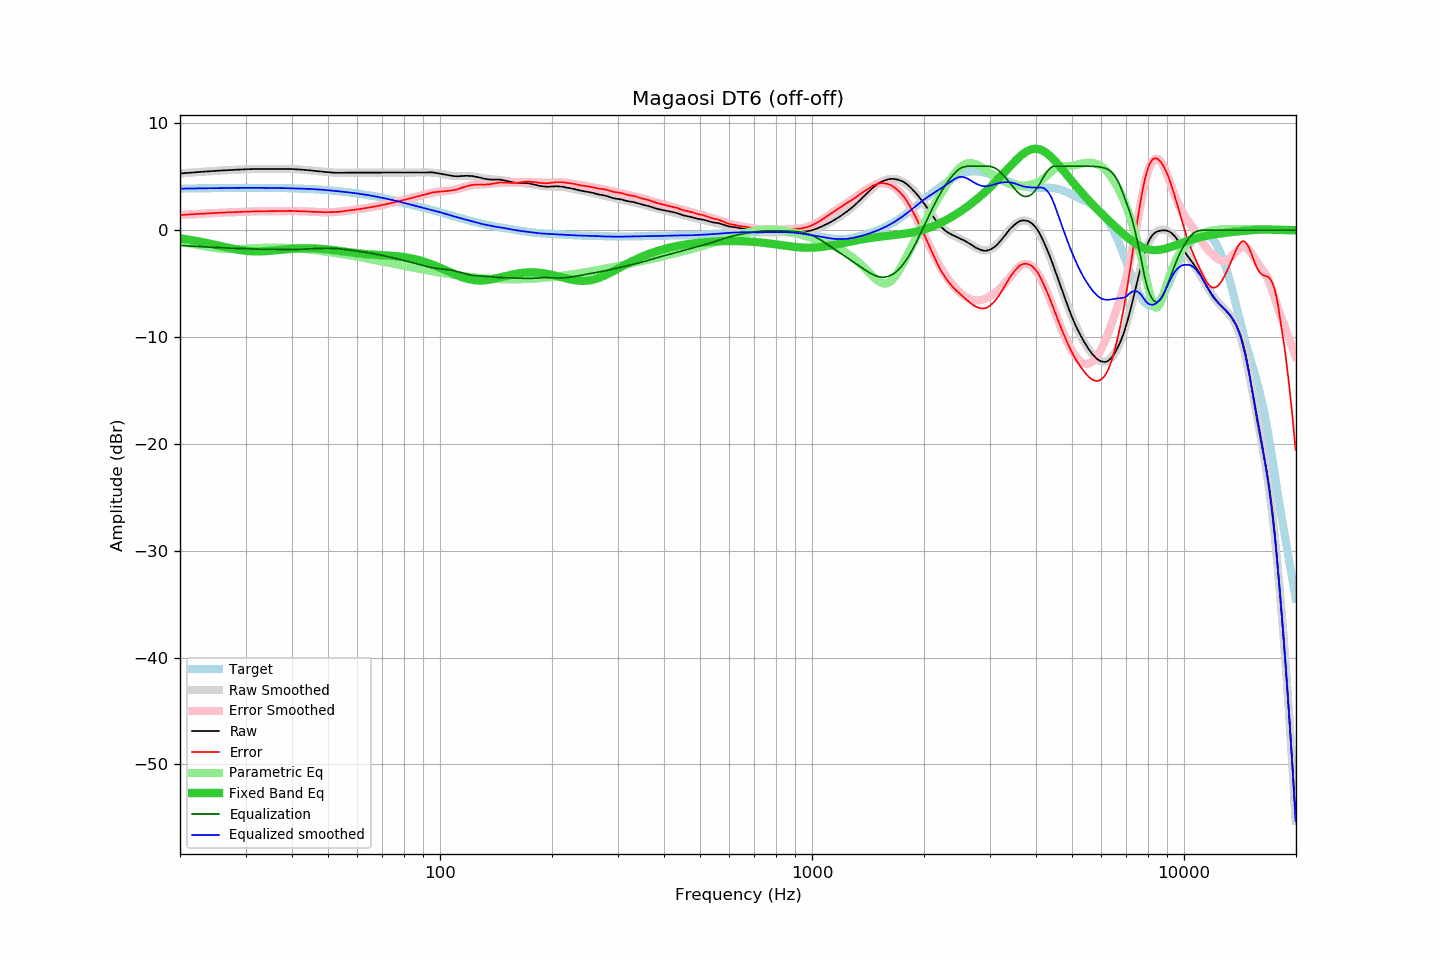 Magaosi DT6 (off-off)
10
0
−10
−20
−30
−40
−50
Amplitude (dBr)
Target
Raw Smoothed
Error Smoothed
Raw
Error
Parametric Eq
Fixed Band Eq
Equalization
Equalized smoothed
100
1000
10000
Frequency (Hz)